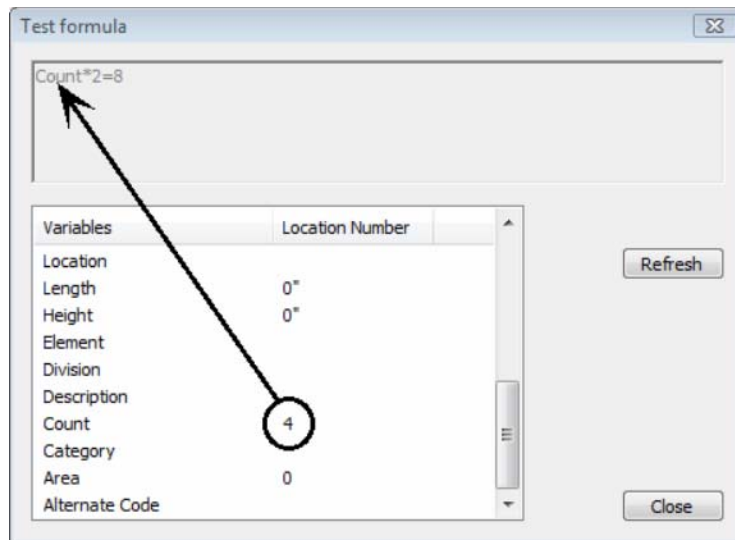 Test formula
Count*2=8
Variables Location Number
Location
Length 0"
Height 0"
Element
Division
Description
Count 4
Category
Area 0
Alternate Code
Refresh
Close